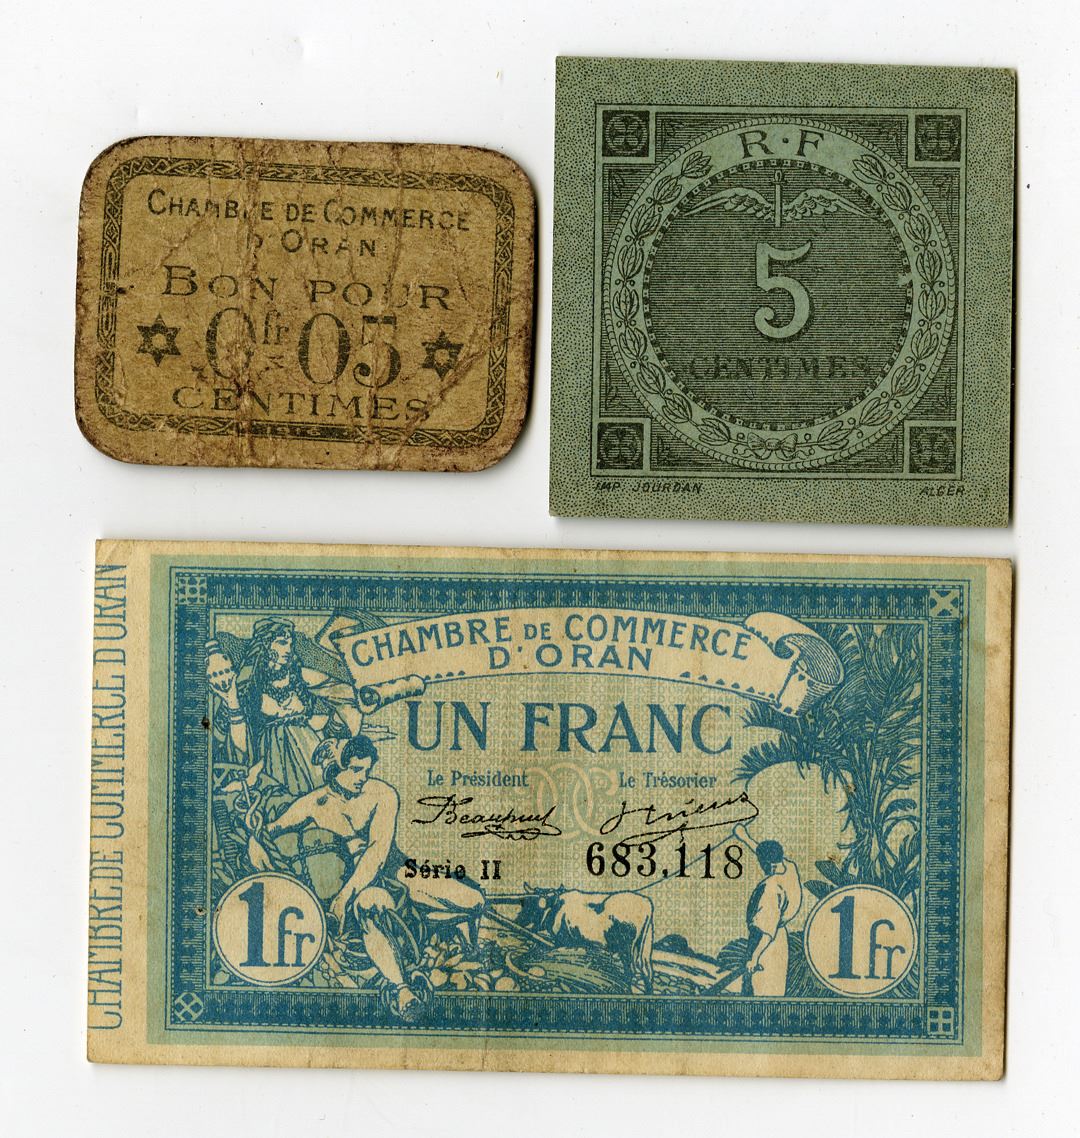 CHAMBRE DE COMMERCE
D'ORAN
BON POUR
0fr 05
CENTIMES
R·F
5
CENTIMES
IMP. JOURDAN
ALGER
CHAMBRE DE COMMERCE D'ORAN
CHAMBRE DE COMMERCE
D'ORAN
UN FRANC
Le Président
Le Trésorier
Série II
683,118
1fr
1fr